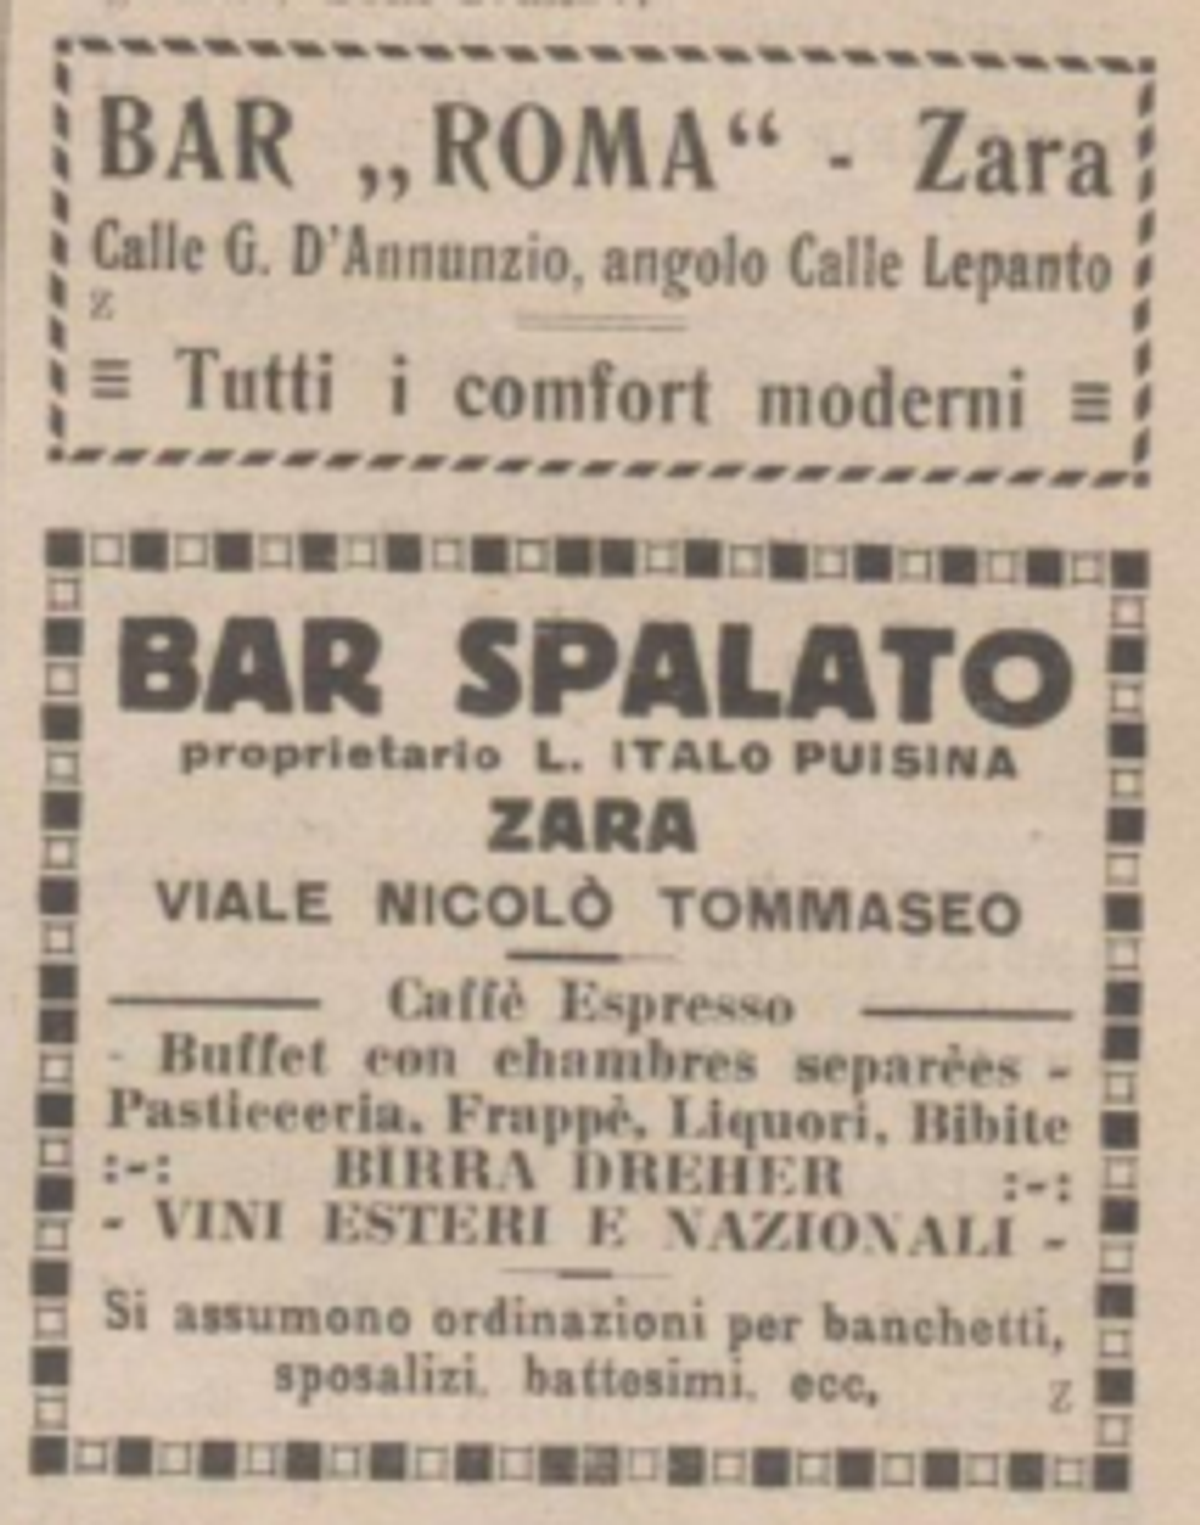 BAR „ROMA“ - Zara
Calle G. D'Annunzio, angolo Calle Lepanto
Z
≡ Tutti i comfort moderni ≡
BAR SPALATO
proprietario L. ITALO PUISINA
ZARA
VIALE NICOLÒ TOMMASEO
Caffè Espresso
- Buffet con chambres separèes -
Pasticceria, Frappè, Liquori, Bibite
:-: BIRRA DREHER :-:
- VINI ESTERI E NAZIONALI -
Si assumono ordinazioni per banchetti,
sposalizi, battesimi, ecc,
Z